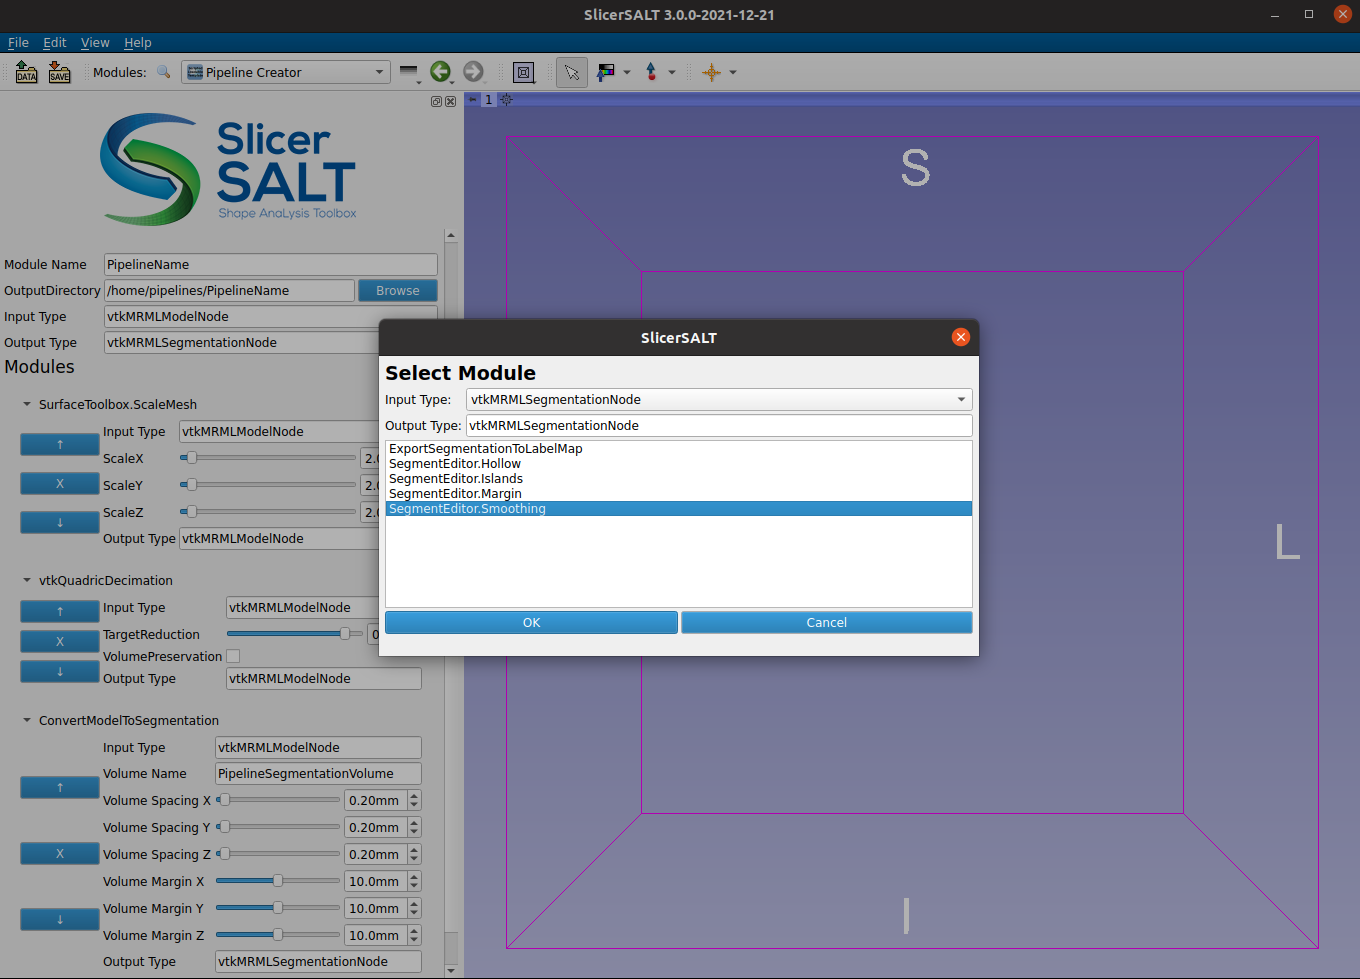 SlicerSALT 3.0.0-2021-12-21
File Edit View Help
DATA SAVE Modules: Pipeline Creator
1
Slicer
SALT
Shape AnaLysis Toolbox
S
Module Name PipelineName
OutputDirectory /home/pipelines/PipelineName Browse
Input Type vtkMRMLModelNode
Output Type vtkMRMLSegmentationNode
Modules
SurfaceToolbox.ScaleMesh
Input Type vtkMRMLModelNode
↑
ScaleX 2.0
X ScaleY 2.0
ScaleZ 2.0
↓
Output Type vtkMRMLModelNode
vtkQuadricDecimation
↑ Input Type vtkMRMLModelNode
X TargetReduction 0
VolumePreservation
↓ Output Type vtkMRMLModelNode
ConvertModelToSegmentation
Input Type vtkMRMLModelNode
Volume Name PipelineSegmentationVolume
↑
Volume Spacing X 0.20mm
Volume Spacing Y 0.20mm
X Volume Spacing Z 0.20mm
Volume Margin X 10.0mm
Volume Margin Y 10.0mm
↓
Volume Margin Z 10.0mm
Output Type vtkMRMLSegmentationNode
SlicerSALT
Select Module
Input Type: vtkMRMLSegmentationNode
Output Type: vtkMRMLSegmentationNode
ExportSegmentationToLabelMap
SegmentEditor.Hollow
SegmentEditor.Islands
SegmentEditor.Margin
SegmentEditor.Smoothing
OK Cancel
L
I